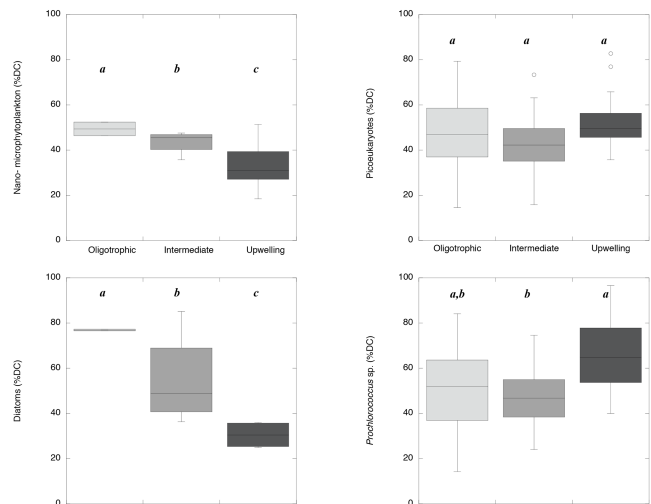 100
80
60
40
20
0
Nano- microphytoplankton (%DC)
a
b
c
Oligotrophic
Intermediate
Upwelling
100
80
60
40
20
0
Picoeukaryotes (%DC)
a
a
a
Oligotrophic
Intermediate
Upwelling
100
80
60
40
20
0
Diatoms (%DC)
a
b
c
100
80
60
40
20
0
Prochlorococcus sp. (%DC)
a,b
b
a